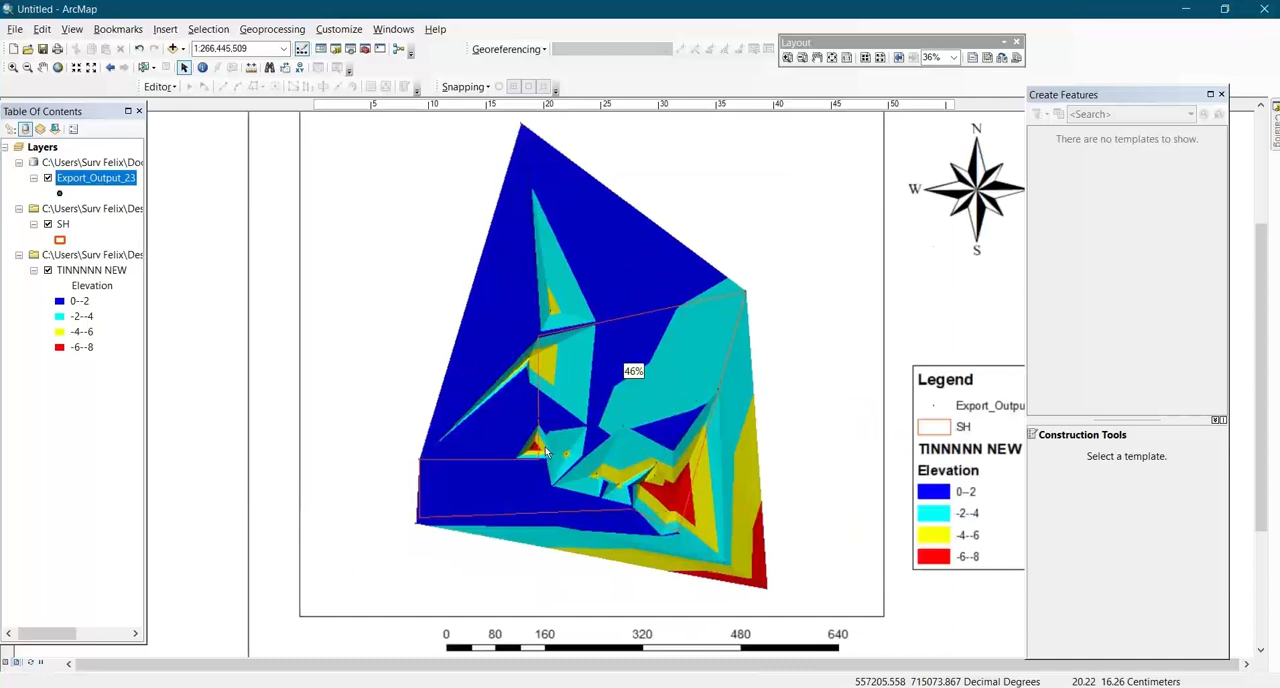 Untitled - ArcMap
File Edit View Bookmarks Insert Selection Geoprocessing Customize Windows Help
1:266.445.509
Georeferencing
Layout
36%
Editor
Snapping
Table Of Contents
Layers
C:\Users\Surv Felix\Doc
Export_Output_23
C:\Users\Surv Felix\Des
SH
C:\Users\Surv Felix\Des
TINNNNN NEW
Elevation
0--2
-2--4
-4--6
-6--8
5 10 15 20 25 30 35 40 45 50
46%
N
W
S
Legend
Export_Outpu
SH
TINNNNN NEW
Elevation
0--2
-2--4
-4--6
-6--8
0 80 160 320 480 640
Create Features
<Search>
There are no templates to show.
Construction Tools
Select a template.
Catalog
557205.558 715073.867 Decimal Degrees 20.22 16.26 Centimeters